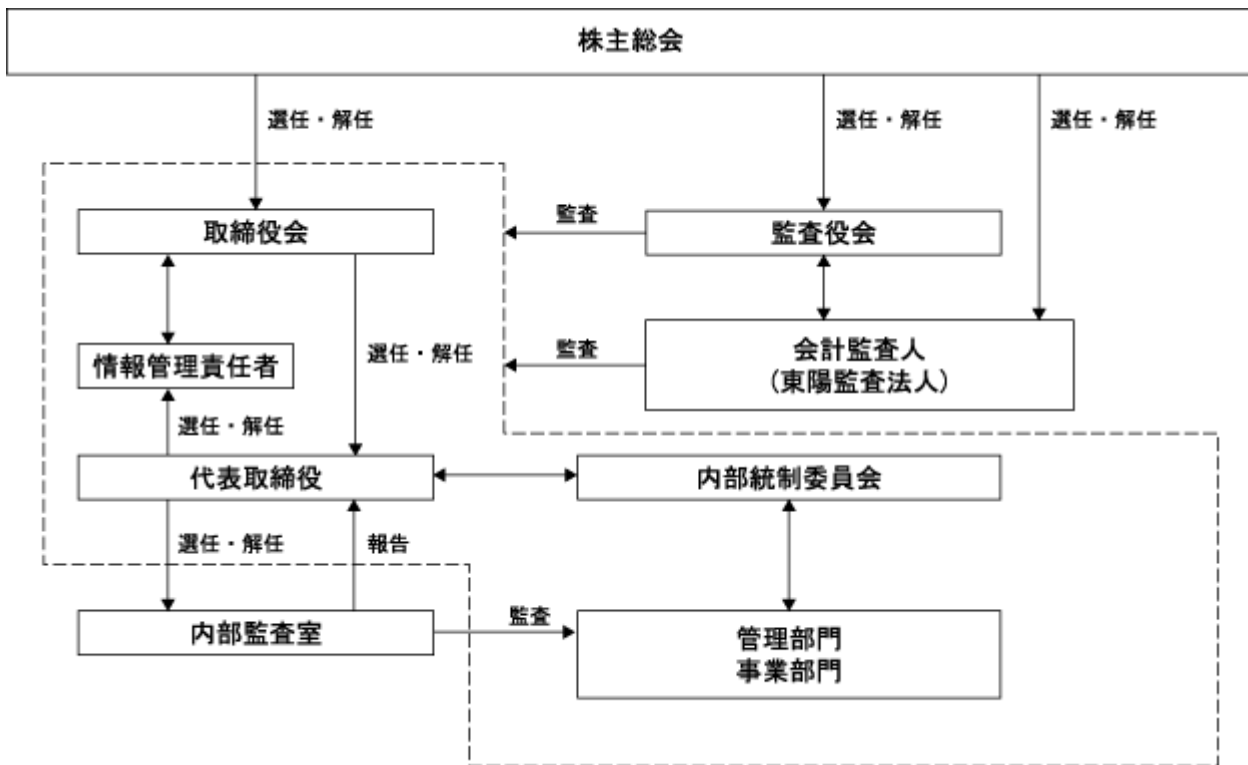 株主総会
選任・解任
選任・解任
選任・解任
取締役会
監査
監査役会
情報管理責任者
選任・解任
監査
会計監査人
(東陽監査法人)
選任・解任
代表取締役
内部統制委員会
選任・解任
報告
内部監査室
監査
管理部門
事業部門